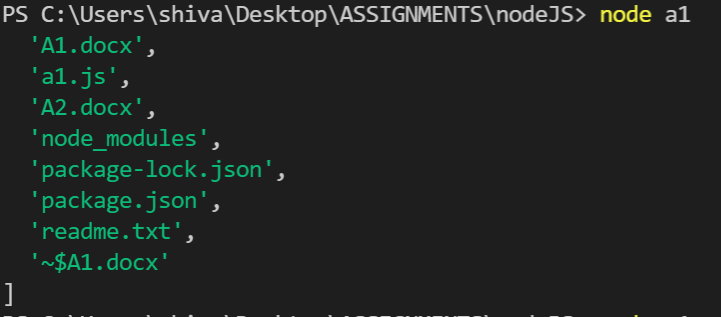 PS C:\Users\shiva\Desktop\ASSIGNMENTS\nodeJS> node a1
'A1.docx',
'a1.js',
'A2.docx',
'node_modules',
'package-lock.json',
'package.json',
'readme.txt',
'~$A1.docx'
]